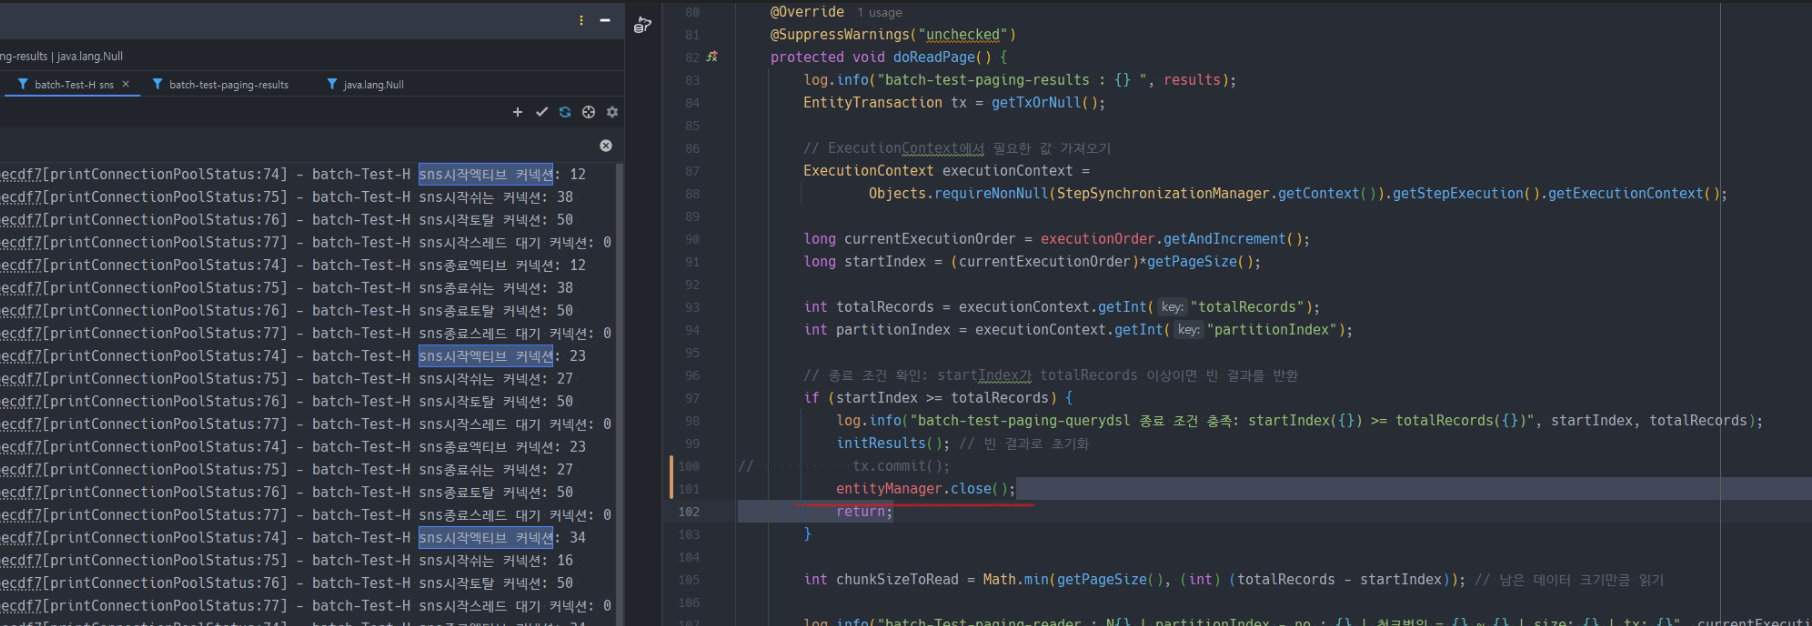 ng-results | java.lang.Null
batch-Test-H sns
batch-test-paging-results
java.lang.Null
ecdf7[printConnectionPoolStatus:74] - batch-Test-H sns시작엑티브 커넥션: 12
ecdf7[printConnectionPoolStatus:75] - batch-Test-H sns시작쉬는 커넥션: 38
ecdf7[printConnectionPoolStatus:76] - batch-Test-H sns시작토탈 커넥션: 50
ecdf7[printConnectionPoolStatus:77] - batch-Test-H sns시작스레드 대기 커넥션: 0
ecdf7[printConnectionPoolStatus:74] - batch-Test-H sns종료엑티브 커넥션: 12
ecdf7[printConnectionPoolStatus:75] - batch-Test-H sns종료쉬는 커넥션: 38
ecdf7[printConnectionPoolStatus:76] - batch-Test-H sns종료토탈 커넥션: 50
ecdf7[printConnectionPoolStatus:77] - batch-Test-H sns종료스레드 대기 커넥션: 0
ecdf7[printConnectionPoolStatus:74] - batch-Test-H sns시작엑티브 커넥션: 23
ecdf7[printConnectionPoolStatus:75] - batch-Test-H sns시작쉬는 커넥션: 27
ecdf7[printConnectionPoolStatus:76] - batch-Test-H sns시작토탈 커넥션: 50
ecdf7[printConnectionPoolStatus:77] - batch-Test-H sns시작스레드 대기 커넥션: 0
ecdf7[printConnectionPoolStatus:74] - batch-Test-H sns종료엑티브 커넥션: 23
ecdf7[printConnectionPoolStatus:75] - batch-Test-H sns종료쉬는 커넥션: 27
ecdf7[printConnectionPoolStatus:76] - batch-Test-H sns종료토탈 커넥션: 50
ecdf7[printConnectionPoolStatus:77] - batch-Test-H sns종료스레드 대기 커넥션: 0
ecdf7[printConnectionPoolStatus:74] - batch-Test-H sns시작엑티브 커넥션: 34
ecdf7[printConnectionPoolStatus:75] - batch-Test-H sns시작쉬는 커넥션: 16
ecdf7[printConnectionPoolStatus:76] - batch-Test-H sns시작토탈 커넥션: 50
ecdf7[printConnectionPoolStatus:77] - batch-Test-H sns시작스레드 대기 커넥션: 0
80 @Override 1 usage
81 @SuppressWarnings("unchecked")
82 protected void doReadPage() {
83 log.info("batch-test-paging-results : {} ", results);
84 EntityTransaction tx = getTxOrNull();
85
86 // ExecutionContext에서 필요한 값 가져오기
87 ExecutionContext executionContext =
88 Objects.requireNonNull(StepSynchronizationManager.getContext()).getStepExecution().getExecutionContext();
89
90 long currentExecutionOrder = executionOrder.getAndIncrement();
91 long startIndex = (currentExecutionOrder)*getPageSize();
92
93 int totalRecords = executionContext.getInt( key: "totalRecords");
94 int partitionIndex = executionContext.getInt( key: "partitionIndex");
95
96 // 종료 조건 확인: startIndex가 totalRecords 이상이면 빈 결과를 반환
97 if (startIndex >= totalRecords) {
98 log.info("batch-test-paging-querydsl 종료 조건 충족: startIndex({}) >= totalRecords({})", startIndex, totalRecords);
99 initResults(); // 빈 결과로 초기화
100 // tx.commit();
101 entityManager.close();
102 return;
103 }
104
105 int chunkSizeToRead = Math.min(getPageSize(), (int) (totalRecords - startIndex)); // 남은 데이터 크기만큼 읽기
106